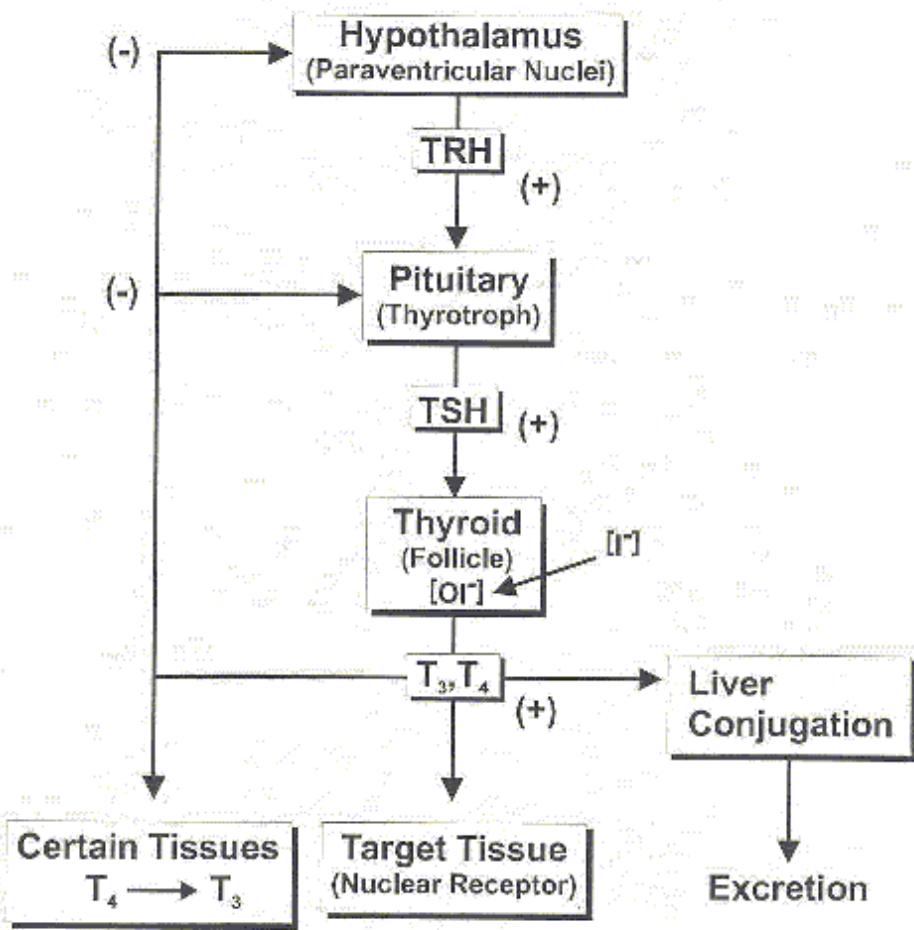 Hypothalamus
(Paraventricular Nuclei)
(-)
TRH
(+)
(-)
Pituitary
(Thyrotroph)
TSH
(+)
Thyroid
(Follicle)
[OI⁻]
[I⁻]
T₃, T₄
(+)
Liver
Conjugation
Certain Tissues
T₄ → T₃
Target Tissue
(Nuclear Receptor)
Excretion